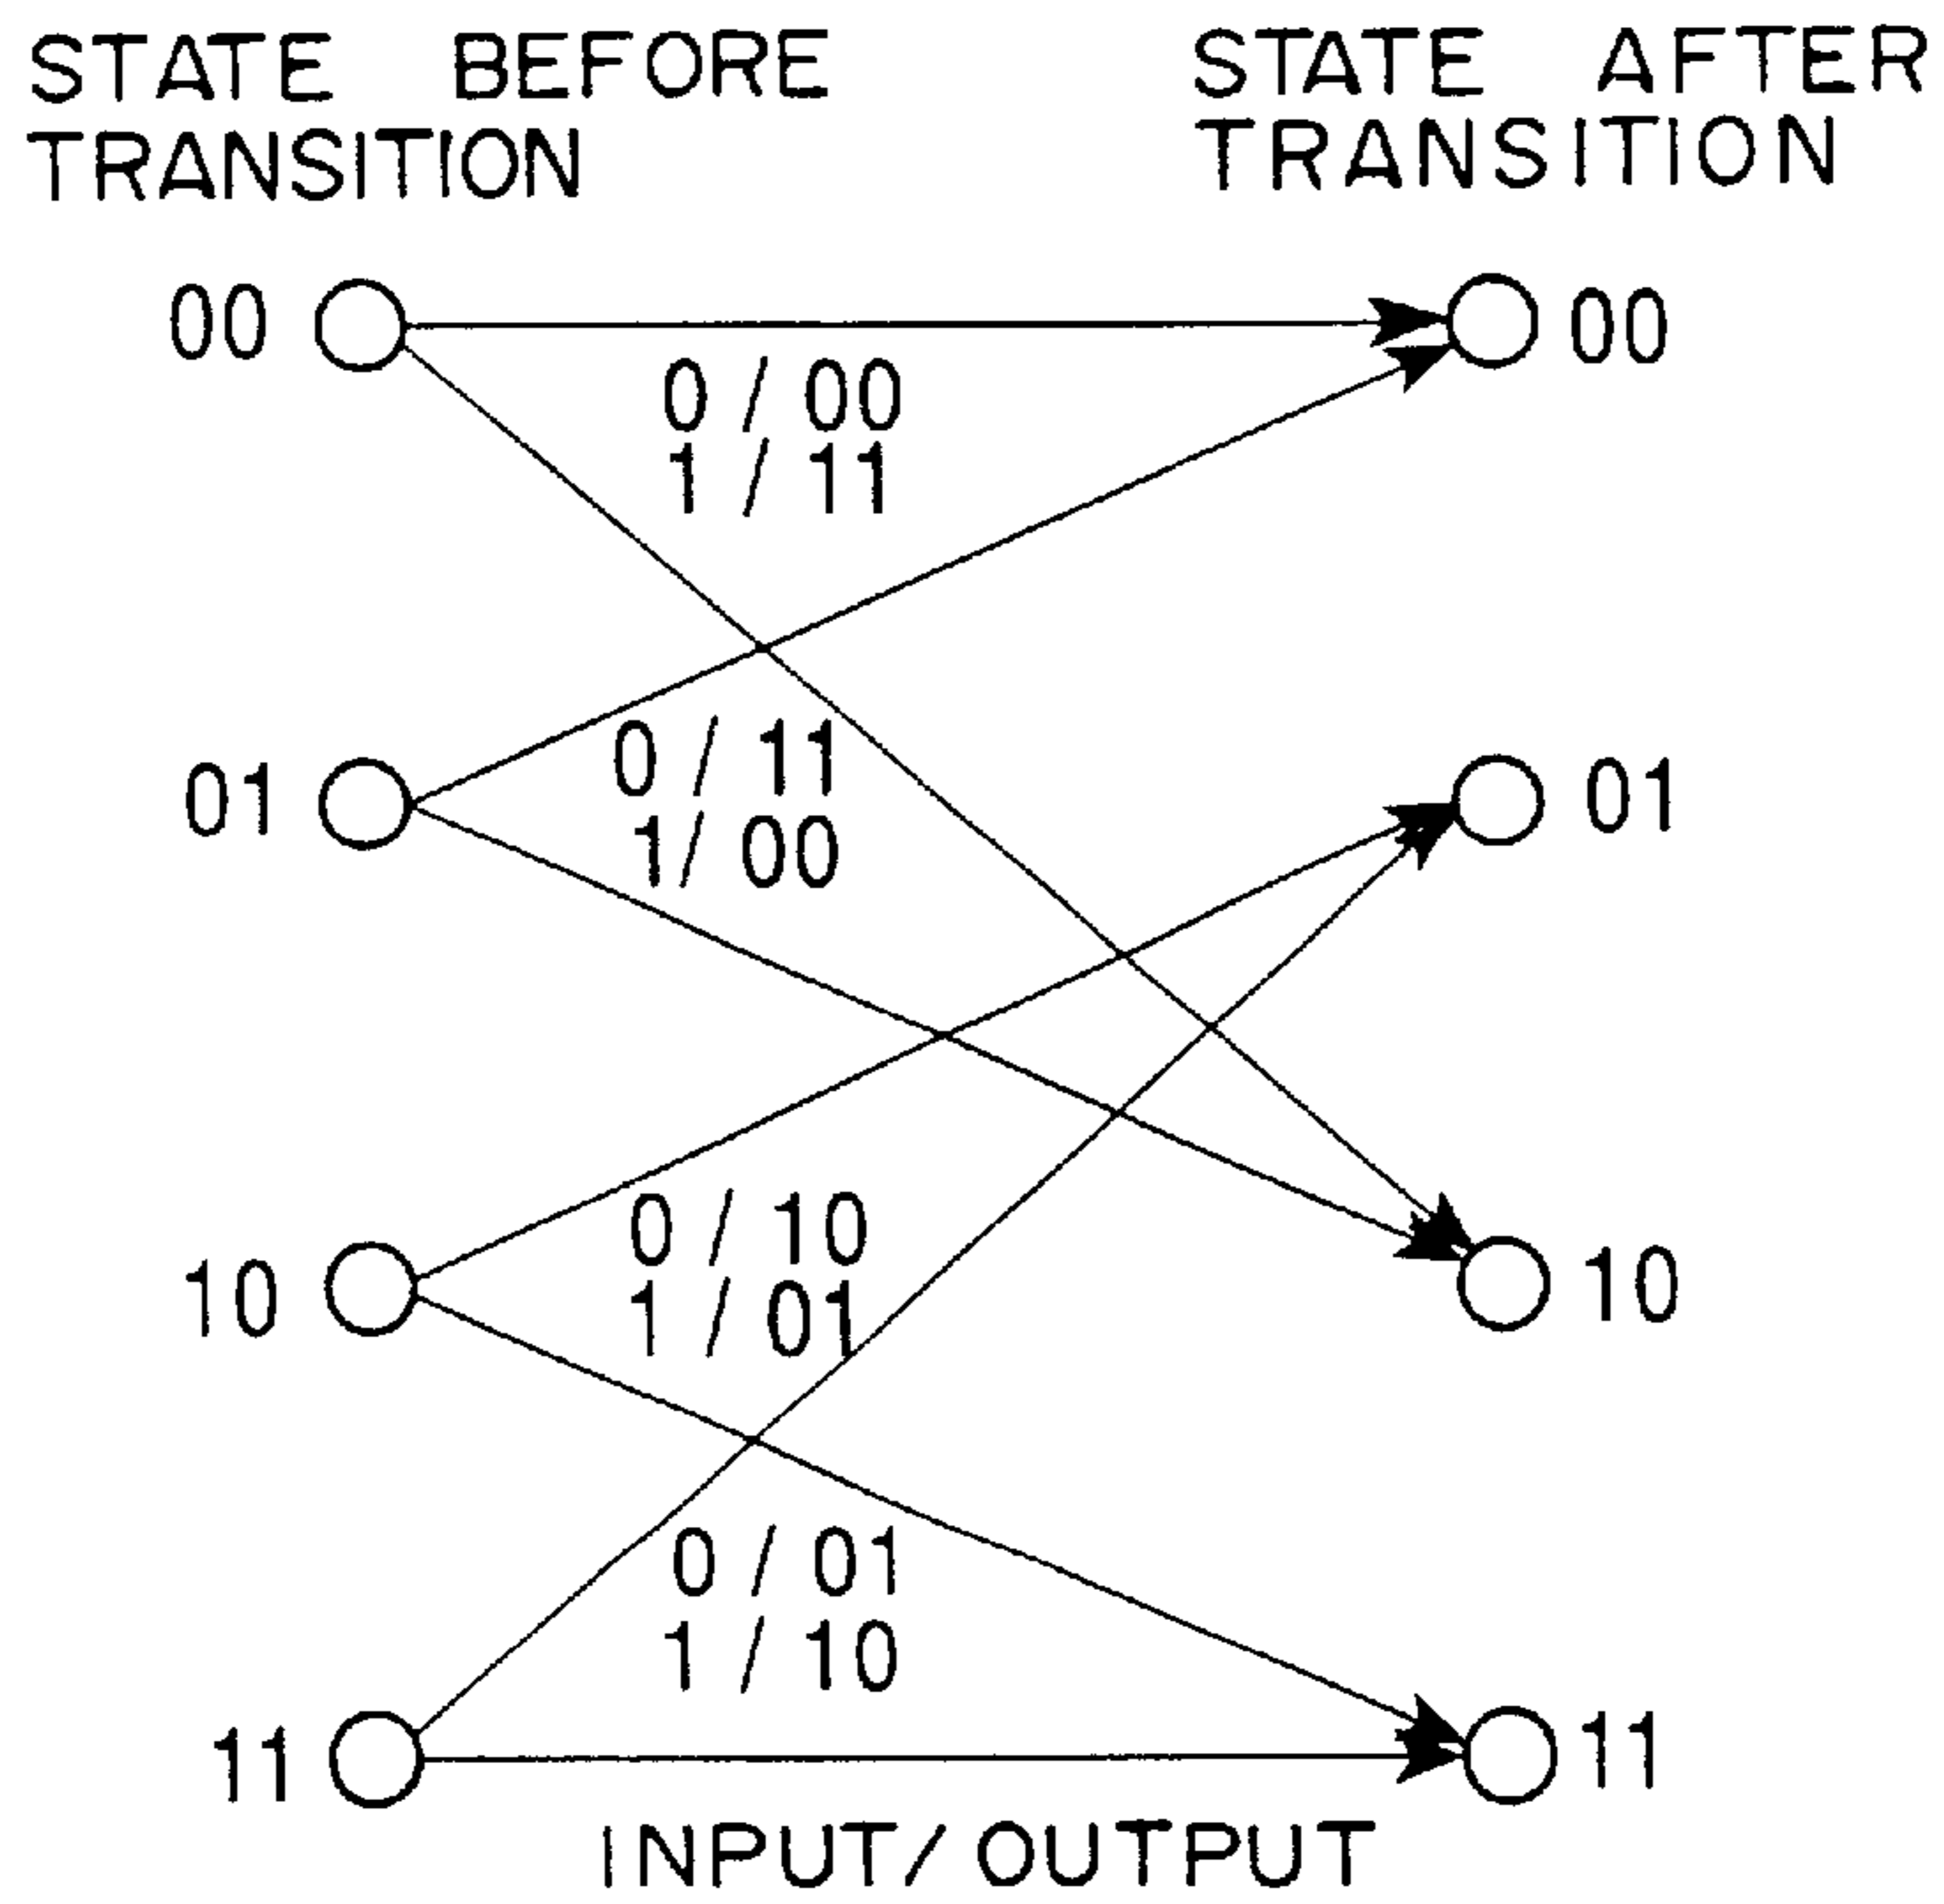 STATE BEFORE
TRANSITION
STATE AFTER
TRANSITION
00
00
0 / 00
1 / 11
01
0 / 11
1 / 00
01
10
0 / 10
1 / 01
10
0 / 01
1 / 10
11
11
INPUT / OUTPUT